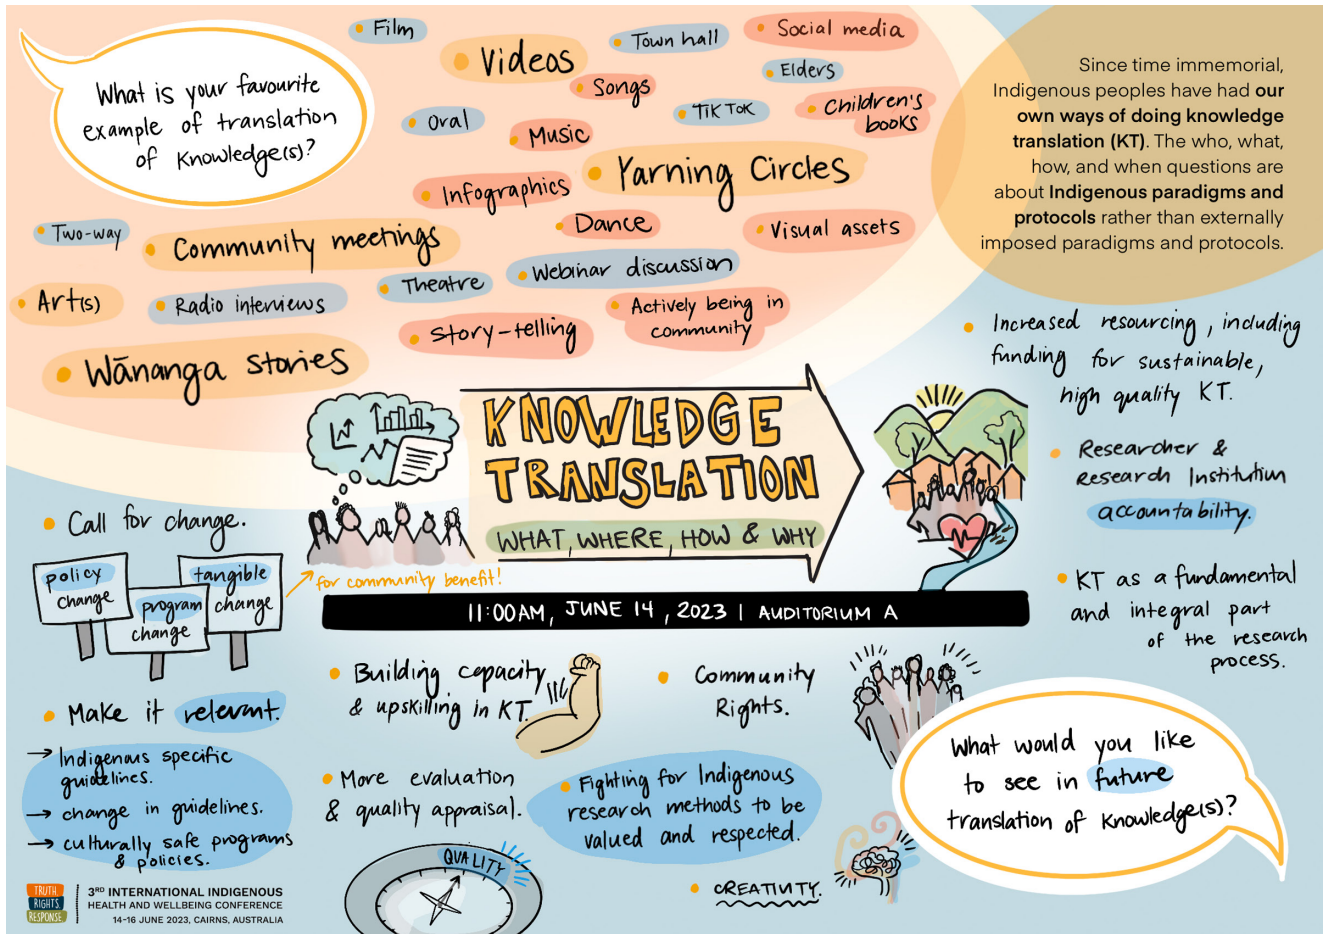 What is your favourite
example of translation
of Knowledge(s)?
Film
Videos
Town hall
Social media
Songs
Elders
Oral
Music
TikTok
Children's
books
Infographics
Yarning Circles
Two-way
Community meetings
Dance
Visual assets
Art(s)
Radio interviews
Theatre
Webinar discussion
Story-telling
Actively being in
community
Wānanga Stories
Since time immemorial,
Indigenous peoples have had our
own ways of doing knowledge
translation (KT). The who, what,
how, and when questions are
about Indigenous paradigms and
protocols rather than externally
imposed paradigms and protocols.
KNOWLEDGE
TRANSLATION
WHAT, WHERE, HOW & WHY
11:00AM, JUNE 14, 2023 | AUDITORIUM A
Increased resourcing, including
funding for sustainable,
high quality KT.
Researcher &
Research Institution
accountability.
KT as a fundamental
and integral part
of the research
process.
Call for change.
policy
change
program
change
tangible
change
for community benefit!
Make it relevant.
→ Indigenous specific
guidelines.
→ change in guidelines.
→ culturally safe programs
& policies.
Building capacity
& upskilling in KT.
Community
Rights.
More evaluation
& quality appraisal.
QUALITY
Fighting for Indigenous
research methods to be
valued and respected.
CREATIVITY.
What would you like
to see in future
translation of Knowledge(s)?
TRUTH.
RIGHTS.
RESPONSE.
3RD INTERNATIONAL INDIGENOUS
HEALTH AND WELLBEING CONFERENCE
14-16 JUNE 2023, CAIRNS, AUSTRALIA